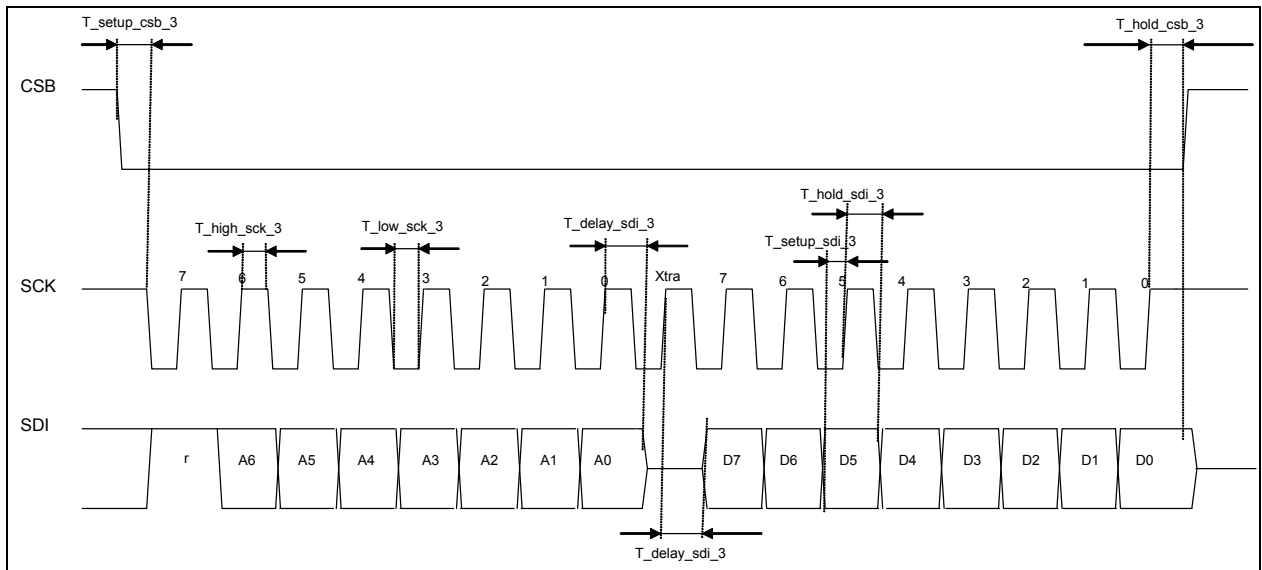 T_setup_csb_3
T_hold_csb_3
CSB
T_hold_sdi_3
T_high_sck_3 T_low_sck_3 T_delay_sdi_3
T_setup_sdi_3
SCK 7 6 5 4 3 2 1 0 Xtra 7 6 5 4 3 2 1 0
SDI
r A6 A5 A4 A3 A2 A1 A0 D7 D6 D5 D4 D3 D2 D1 D0
T_delay_sdi_3